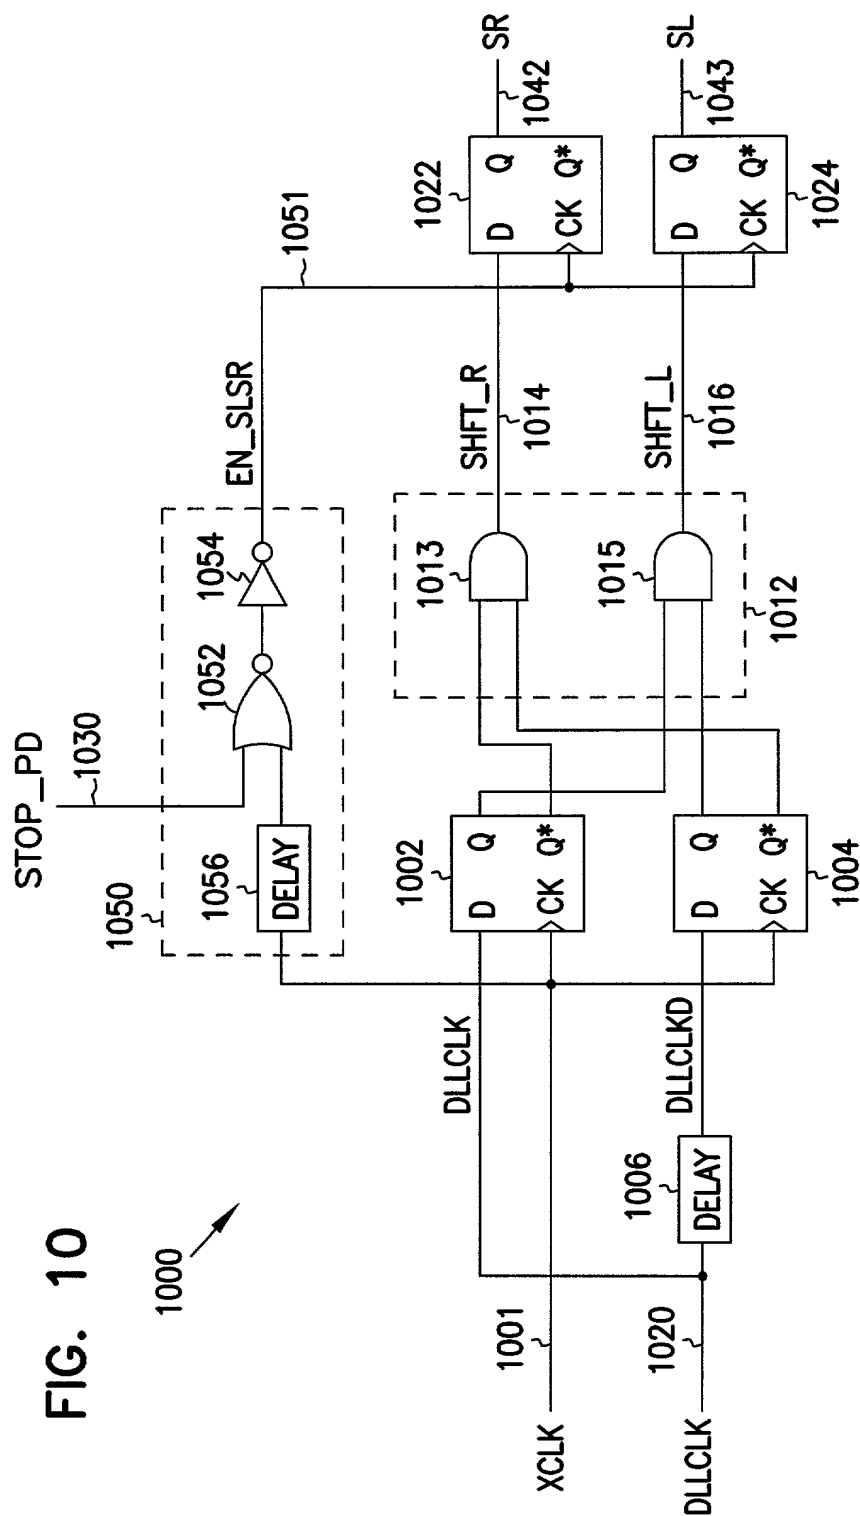 FIG. 10
1000
STOP_PD
1030
1050
1056
DELAY
1052
1054
EN_SLSR
1051
XCLK
1001
DLLCLK
1020
DLLCLK
1006
DELAY
DLLCLKD
1002
D Q
CK Q*
1004
D Q
CK Q*
1013
1015
1012
SHFT_R
1014
SHFT_L
1016
1022
D Q
CK Q*
1042
SR
D Q
CK Q*
1024
1043
SL